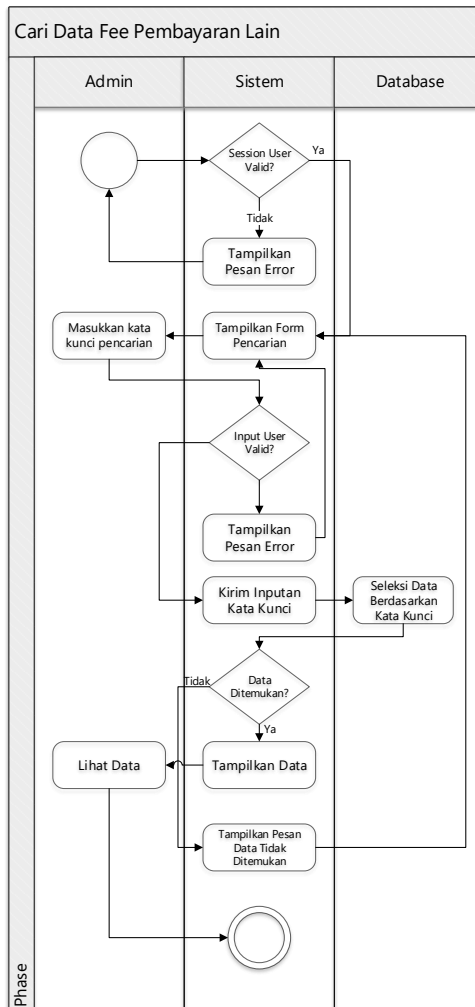 Cari Data Fee Pembayaran Lain
Admin
Sistem
Database
Session User
Valid?
Ya
Tidak
Tampilkan
Pesan Error
Masukkan kata
kunci pencarian
Tampilkan Form
Pencarian
Input User
Valid?
Tampilkan
Pesan Error
Kirim Inputan
Kata Kunci
Seleksi Data
Berdasarkan
Kata Kunci
Tidak
Data
Ditemukan?
Ya
Lihat Data
Tampilkan Data
Tampilkan Pesan
Data Tidak
Ditemukan
Phase